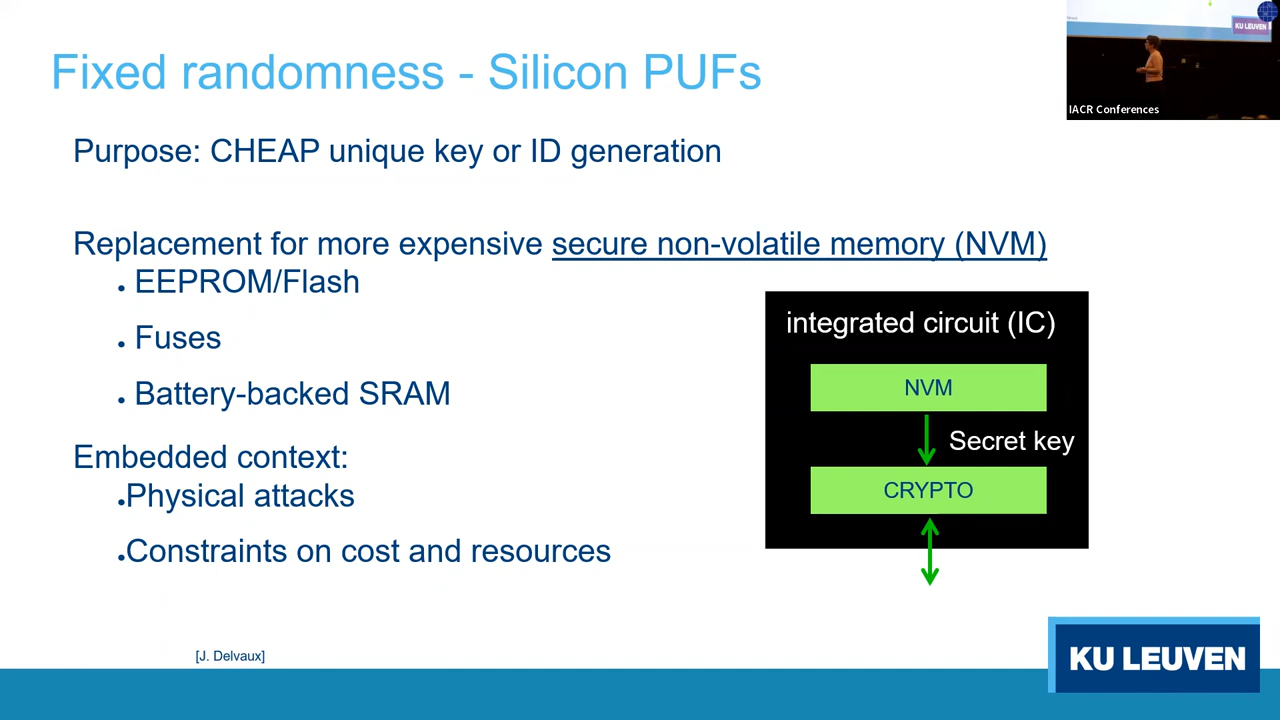 Fixed randomness - Silicon PUFs
KU LEUVEN
IACR Conferences
Purpose: CHEAP unique key or ID generation
Replacement for more expensive secure non-volatile memory (NVM)
• EEPROM/Flash
• Fuses
• Battery-backed SRAM
Embedded context:
•Physical attacks
•Constraints on cost and resources
integrated circuit (IC)
NVM
Secret key
CRYPTO
[J. Delvaux]
KU LEUVEN